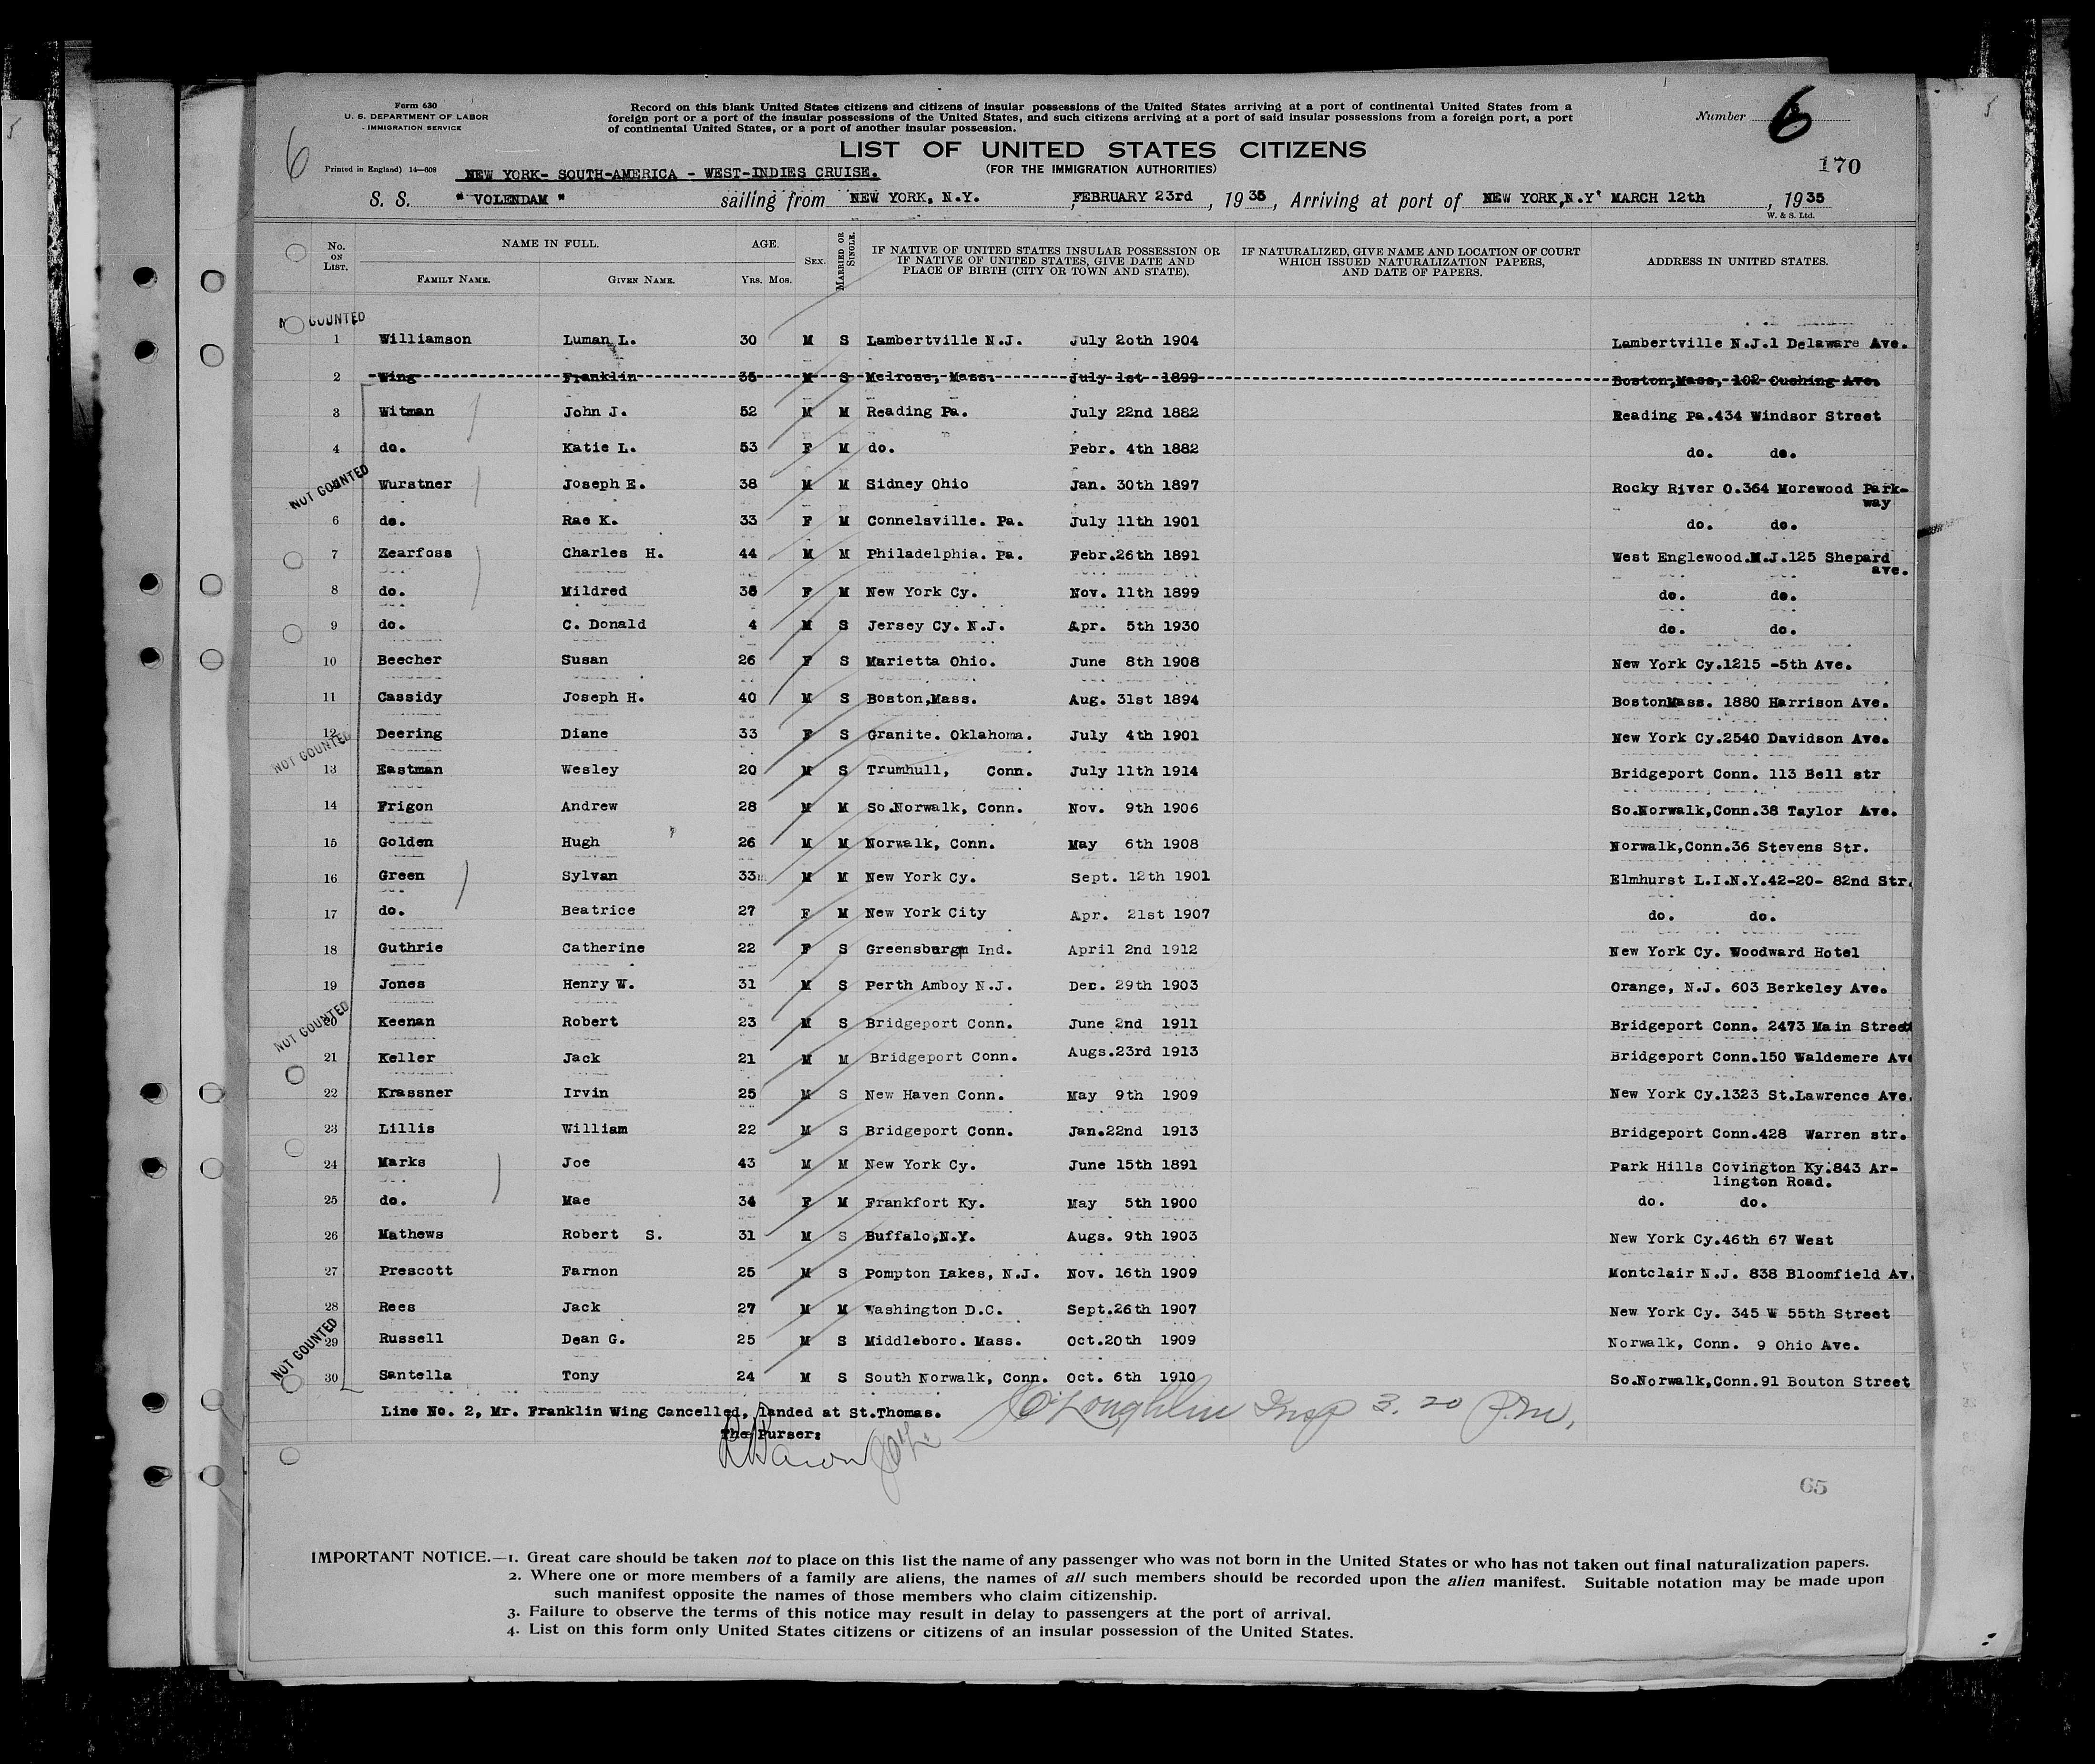 Form 630
U. S. DEPARTMENT OF LABOR
IMMIGRATION SERVICE
Record on this blank United States citizens and citizens of insular possessions of the United States arriving at a port of continental United States from a
foreign port or a port of the insular possessions of the United States, and such citizens arriving at a port of said insular possessions from a foreign port, a port
of continental United States, or a port of another insular possession.
Number 6
6
LIST OF UNITED STATES CITIZENS
(FOR THE IMMIGRATION AUTHORITIES)
170
Printed in England) 14—608
NEW YORK- SOUTH-AMERICA - WEST-INDIES CRUISE.
S. S. " VOLENDAM " sailing from NEW YORK, N.Y. FEBRUARY 23rd , 1935, Arriving at port of NEW YORK,N.Y' MARCH 12th , 1935
W. & S. Ltd.
No. ON LIST. NAME IN FULL. AGE. SEX. MARRIED OR SINGLE. IF NATIVE OF UNITED STATES INSULAR POSSESSION OR IF NATIVE OF UNITED STATES, GIVE DATE AND PLACE OF BIRTH (CITY OR TOWN AND STATE). IF NATURALIZED, GIVE NAME AND LOCATION OF COURT WHICH ISSUED NATURALIZATION PAPERS, AND DATE OF PAPERS. ADDRESS IN UNITED STATES.
FAMILY NAME. GIVEN NAME. YRS. MOS.
COUNTED
1 Williamson Luman L. 30 M S Lambertville N.J. July 2oth 1904 Lambertville N.J.1 Delaware Ave.
2 Wing Franklin 35 M S Melrose, Mass. July 1st 1899 Boston,Mass, 102 Cushing Ave.
3 Witman John J. 52 M M Reading Pa. July 22nd 1882 Reading Pa.434 Windsor Street
4 do. Katie L. 53 F M do. Febr. 4th 1882 do. do.
NOT COUNTED
Wurstner Joseph E. 38 M M Sidney Ohio Jan. 30th 1897 Rocky River O.364 Morewood Park-
way
6 do. Rae K. 33 F M Connelsville. Pa. July 11th 1901 do. do.
7 Zearfoss Charles H. 44 M M Philadelphia. Pa. Febr.26th 1891 West Englewood.N.J.125 Shepard
ave.
8 do. Mildred 35 F M New York Cy. Nov. 11th 1899 do. do.
9 do. C. Donald 4 M S Jersey Cy. N.J. Apr. 5th 1930 do. do.
10 Beecher Susan 26 F S Marietta Ohio. June 8th 1908 New York Cy.1215 -5th Ave.
11 Cassidy Joseph H. 40 M S Boston,Mass. Aug. 31st 1894 BostonMass. 1880 Harrison Ave.
12 Deering Diane 33 F S Granite. Oklahoma. July 4th 1901 New York Cy.2540 Davidson Ave.
NOT COUNTED
13 Eastman Wesley 20 M S Trumhull, Conn. July 11th 1914 Bridgeport Conn. 113 Bell str
14 Frigon Andrew 28 M M So.Norwalk, Conn. Nov. 9th 1906 So.Norwalk,Conn.38 Taylor Ave.
15 Golden Hugh 26 M M Norwalk, Conn. May 6th 1908 Norwalk,Conn.36 Stevens Str.
16 Green Sylvan 33 M M New York Cy. Sept. 12th 1901 Elmhurst L.I.N.Y.42-20- 82nd Str.
17 do. Beatrice 27 F M New York City Apr. 21st 1907 do. do.
18 Guthrie Catherine 22 F S Greensburg Ind. April 2nd 1912 New York Cy. Woodward Hotel
19 Jones Henry W. 31 M S Perth Amboy N.J. Dec. 29th 1903 Orange, N.J. 603 Berkeley Ave.
NOT COUNTED
20 Keenan Robert 23 M S Bridgeport Conn. June 2nd 1911 Bridgeport Conn. 2473 Main Street
21 Keller Jack 21 M M Bridgeport Conn. Augs.23rd 1913 Bridgeport Conn.150 Waldemere Ave
22 Krassner Irvin 25 M S New Haven Conn. May 9th 1909 New York Cy.1323 St.Lawrence Ave.
23 Lillis William 22 M S Bridgeport Conn. Jan.22nd 1913 Bridgeport Conn.428 Warren str.
24 Marks Joe 43 M M New York Cy. June 15th 1891 Park Hills Covington Ky.843 Ar-
lington Road.
25 do. Mae 34 F M Frankfort Ky. May 5th 1900 do. do.
26 Mathews Robert S. 31 M S Buffalo,N.Y. Augs. 9th 1903 New York Cy.46th 67 West
27 Prescott Farnon 25 M S Pompton Lakes, N.J. Nov. 16th 1909 Montclair N.J. 838 Bloomfield Av.
28 Rees Jack 27 M M Washington D.C. Sept.26th 1907 New York Cy. 345 W 55th Street
NOT COUNTED
29 Russell Dean G. 25 M S Middleboro. Mass. Oct.20th 1909 Norwalk, Conn. 9 Ohio Ave.
30 Santella Tony 24 M S South Norwalk, Conn. Oct. 6th 1910 So.Norwalk,Conn.91 Bouton Street
Line No. 2, Mr. Franklin Wing Cancelled, landed at St.Thomas.
O'Loughlin Insp 3.20 P.M.
The Purser:
65
IMPORTANT NOTICE.—1. Great care should be taken not to place on this list the name of any passenger who was not born in the United States or who has not taken out final naturalization papers.
2. Where one or more members of a family are aliens, the names of all such members should be recorded upon the alien manifest. Suitable notation may be made upon
such manifest opposite the names of those members who claim citizenship.
3. Failure to observe the terms of this notice may result in delay to passengers at the port of arrival.
4. List on this form only United States citizens or citizens of an insular possession of the United States.